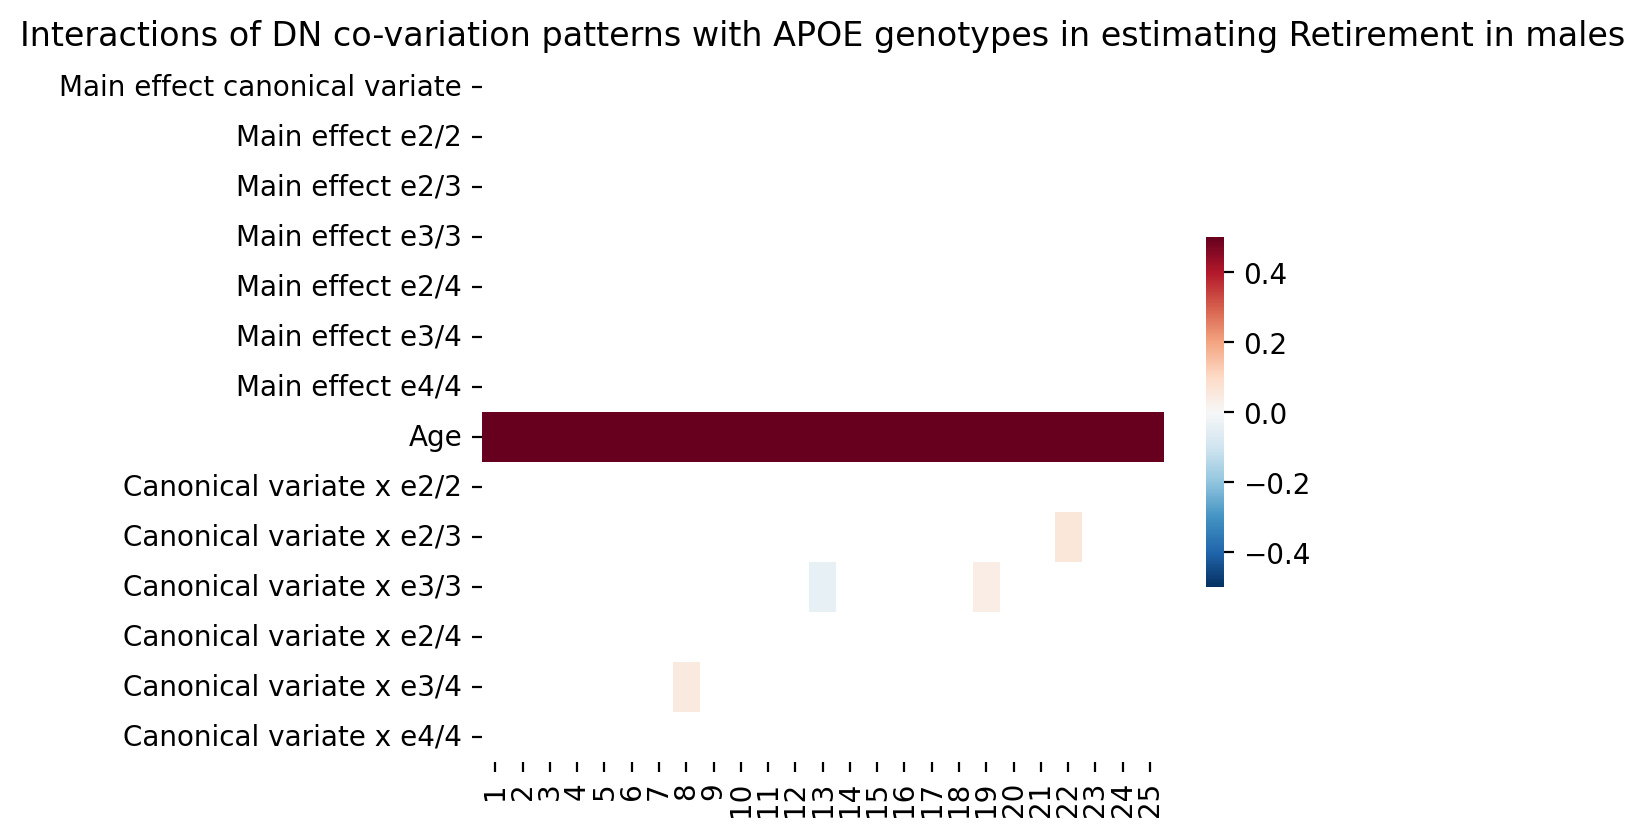 Interactions of DN co-variation patterns with APOE genotypes in estimating Retirement in males
Main effect canonical variate
Main effect e2/2
Main effect e2/3
Main effect e3/3
Main effect e2/4
Main effect e3/4
Main effect e4/4
Age
Canonical variate x e2/2
Canonical variate x e2/3
Canonical variate x e3/3
Canonical variate x e2/4
Canonical variate x e3/4
Canonical variate x e4/4
1 2 3 4 5 6 7 8 9 10 11 12 13 14 15 16 17 18 19 20 21 22 23 24 25
0.4
0.2
0.0
−0.2
−0.4